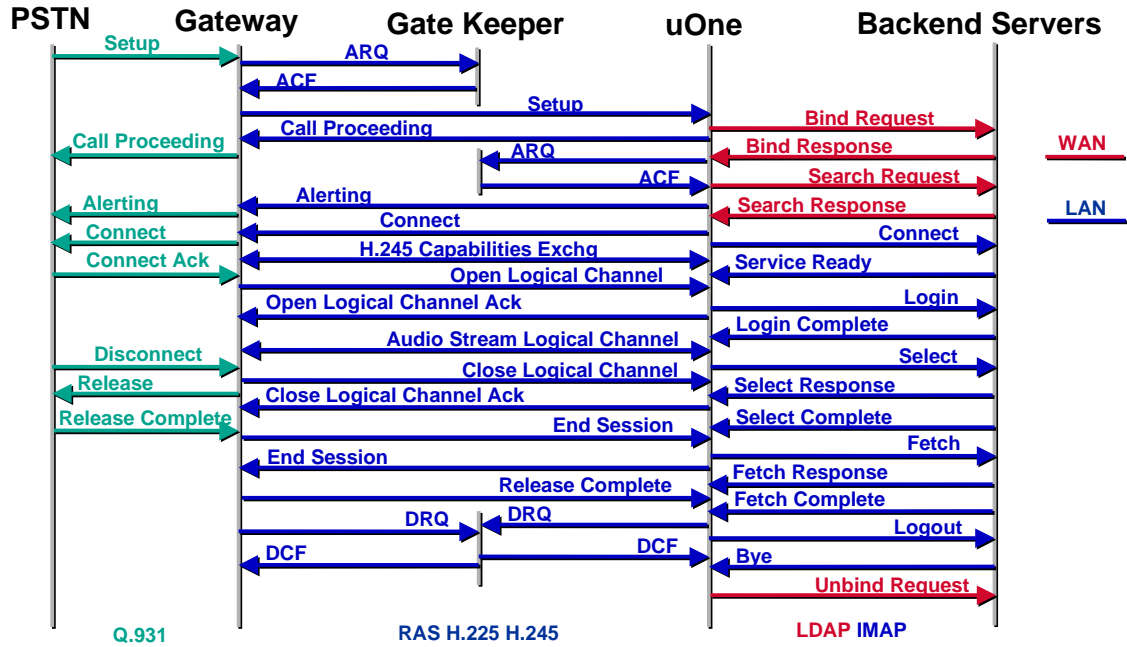 PSTN Gateway Gate Keeper uOne Backend Servers
Setup
ARQ
ACF
Setup
Bind Request
Call Proceeding
Call Proceeding
Bind Response
WAN
ARQ
ACF
Search Request
Alerting
Alerting
Search Response
LAN
Connect
Connect
Connect
H.245 Capabilities Exchg
Connect Ack
Service Ready
Open Logical Channel
Login
Open Logical Channel Ack
Login Complete
Audio Stream Logical Channel
Disconnect
Select
Close Logical Channel
Release
Select Response
Close Logical Channel Ack
Release Complete
Select Complete
End Session
Fetch
End Session
Fetch Response
Release Complete
Fetch Complete
DRQ
DRQ
Logout
DCF
DCF
Bye
Unbind Request
Q.931
RAS H.225 H.245
LDAP IMAP